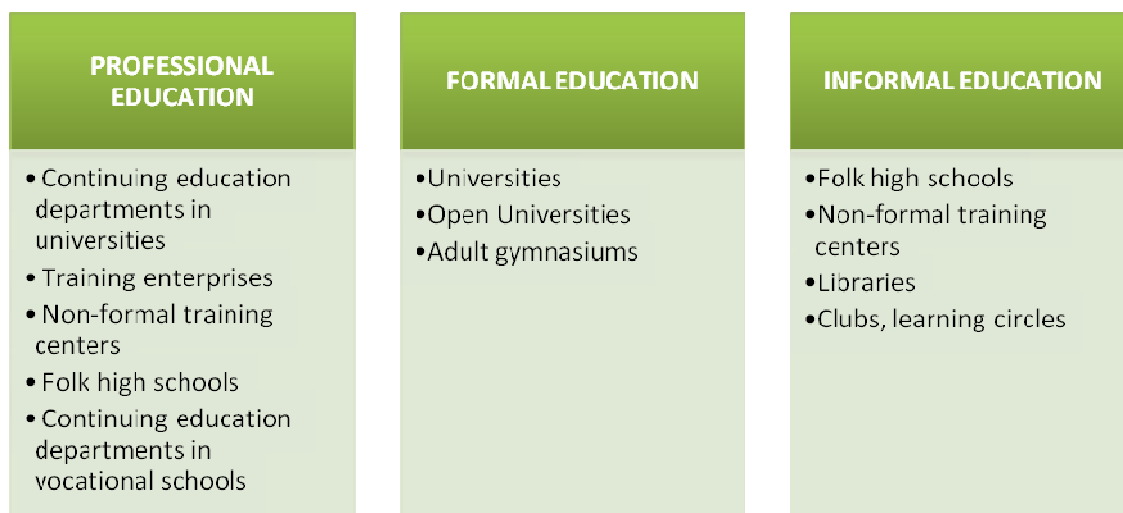 PROFESSIONAL
EDUCATION
• Continuing education
departments in
universities
• Training enterprises
• Non-formal training
centers
• Folk high schools
• Continuing education
departments in
vocational schools
FORMAL EDUCATION
•Universities
•Open Universities
•Adult gymnasiums
INFORMAL EDUCATION
•Folk high schools
•Non-formal training
centers
•Libraries
•Clubs, learning circles